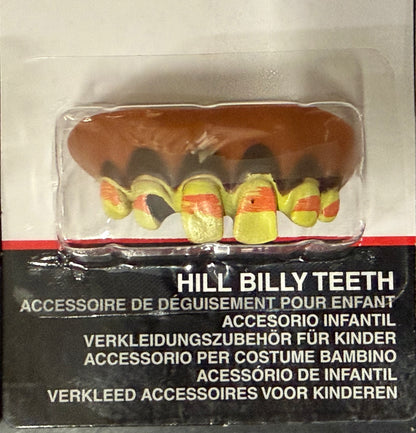 HILL BILLY TEETH
ACCESSOIRE DE DÉGUISEMENT POUR ENFANT
ACCESORIO INFANTIL
VERKLEIDUNGSZUBEHÖR FÜR KINDER
ACCESSORIO PER COSTUME BAMBINO
ACESSÓRIO DE INFANTIL
VERKLEED ACCESSOIRES VOOR KINDEREN